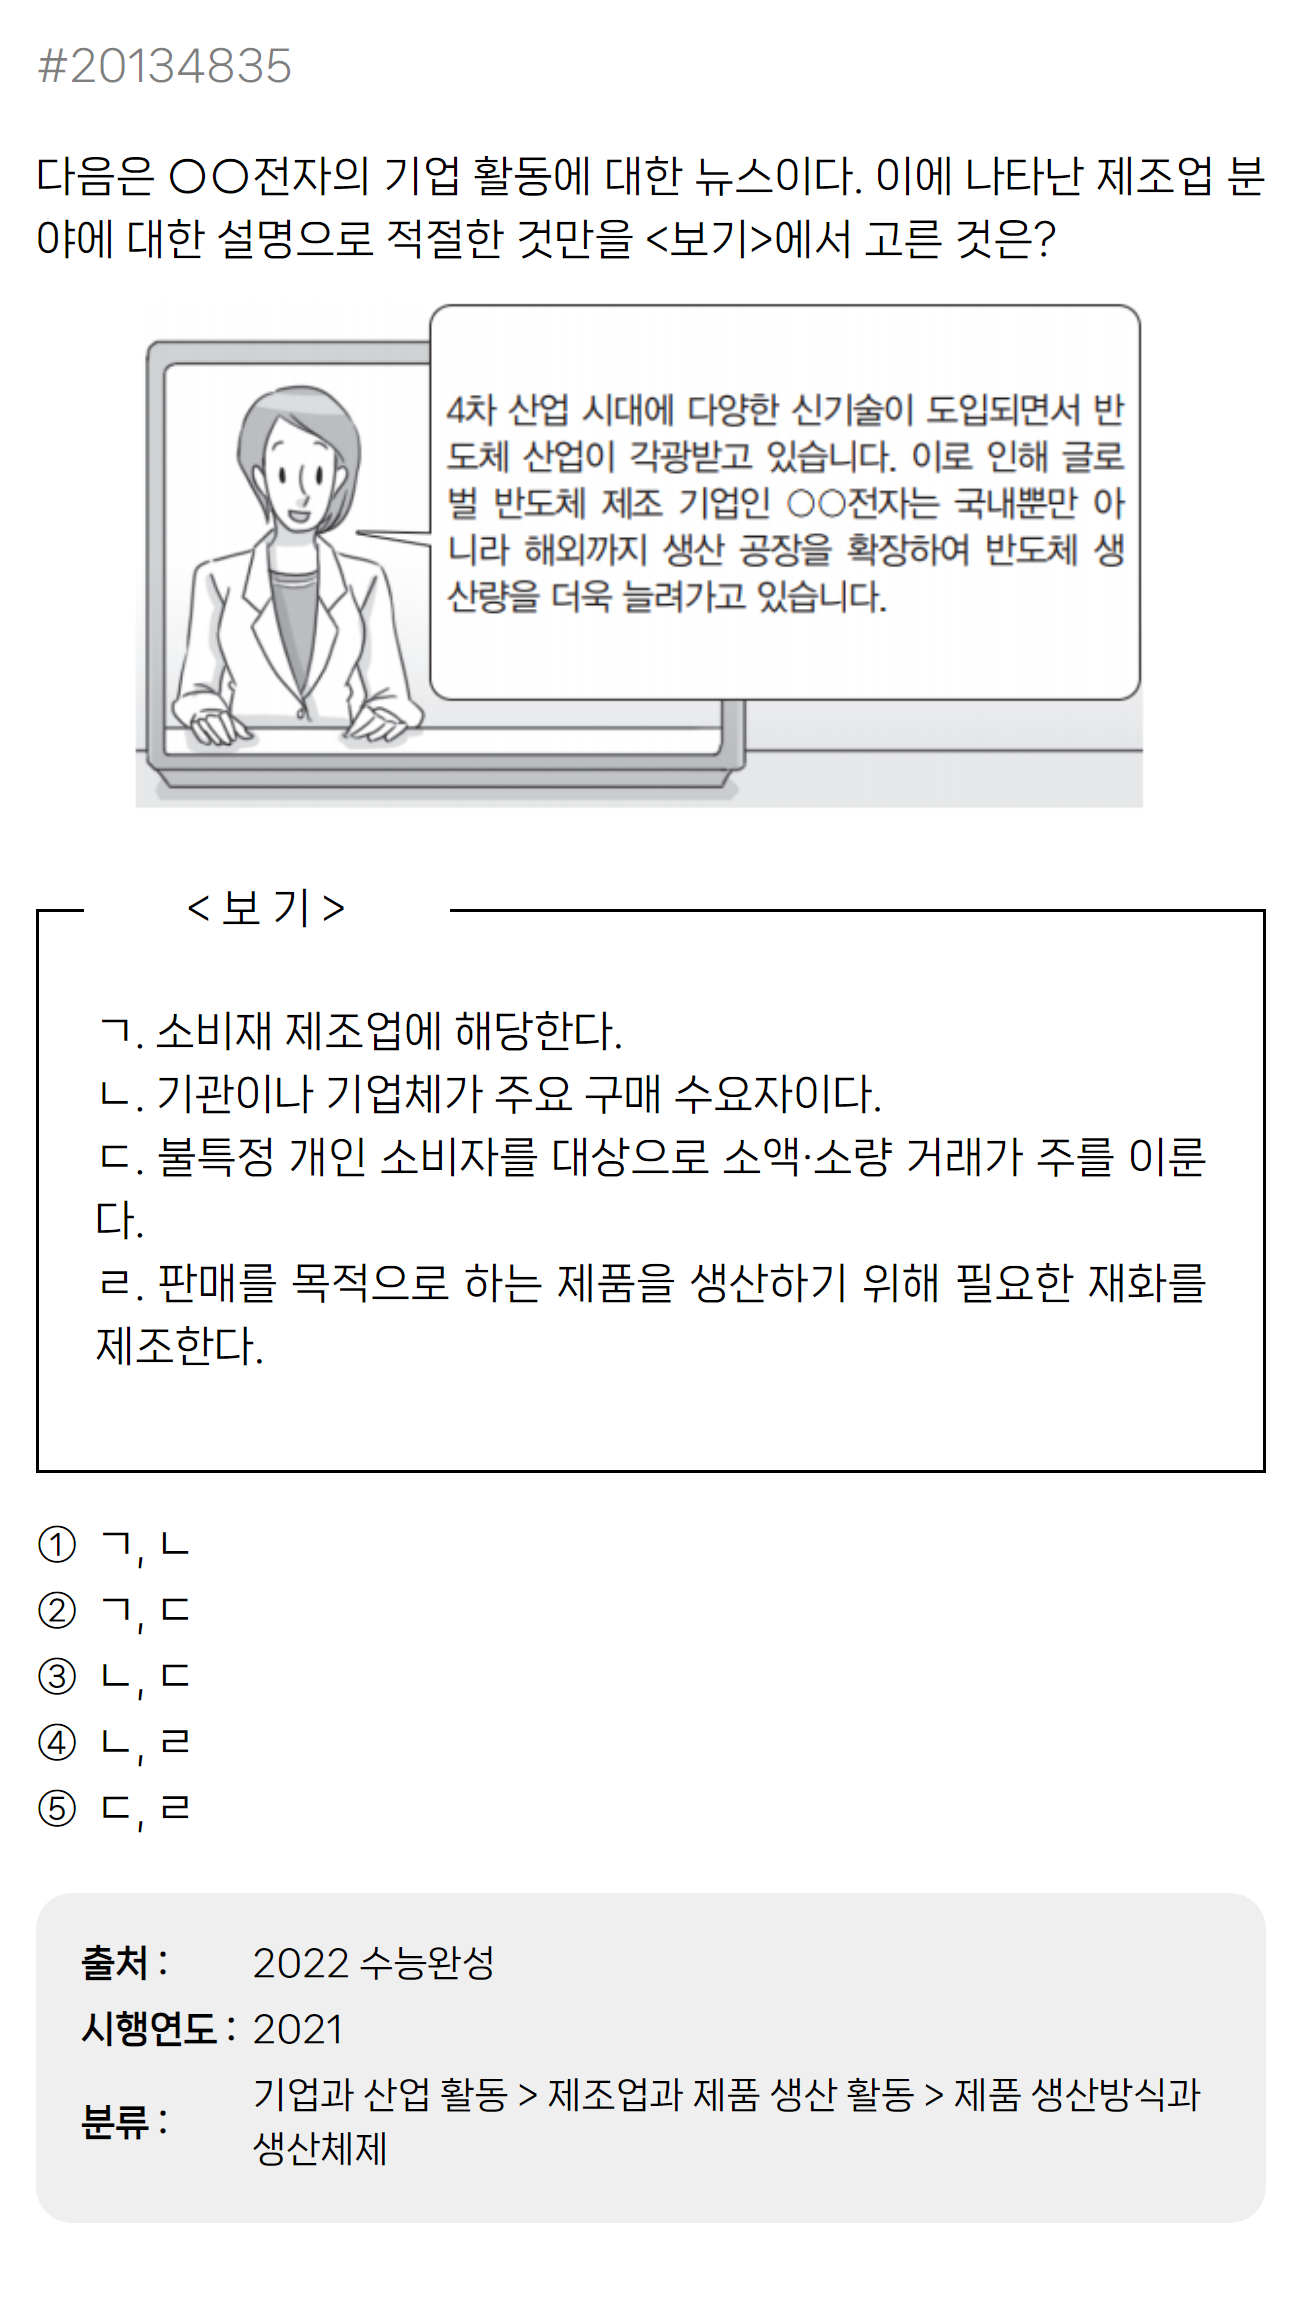 #20134835
다음은 ○○전자의 기업 활동에 대한 뉴스이다. 이에 나타난 제조업 분
야에 대한 설명으로 적절한 것만을 <보기>에서 고른 것은?
4차 산업 시대에 다양한 신기술이 도입되면서 반
도체 산업이 각광받고 있습니다. 이로 인해 글로
벌 반도체 제조 기업인 ○○전자는 국내뿐만 아
니라 해외까지 생산 공장을 확장하여 반도체 생
산량을 더욱 늘려가고 있습니다.
< 보 기 >
ㄱ. 소비재 제조업에 해당한다.
ㄴ. 기관이나 기업체가 주요 구매 수요자이다.
ㄷ. 불특정 개인 소비자를 대상으로 소액·소량 거래가 주를 이룬
다.
ㄹ. 판매를 목적으로 하는 제품을 생산하기 위해 필요한 재화를
제조한다.
① ㄱ, ㄴ
② ㄱ, ㄷ
③ ㄴ, ㄷ
④ ㄴ, ㄹ
⑤ ㄷ, ㄹ
출처 : 2022 수능완성
시행연도 : 2021
분류 : 기업과 산업 활동 > 제조업과 제품 생산 활동 > 제품 생산방식과
생산체제